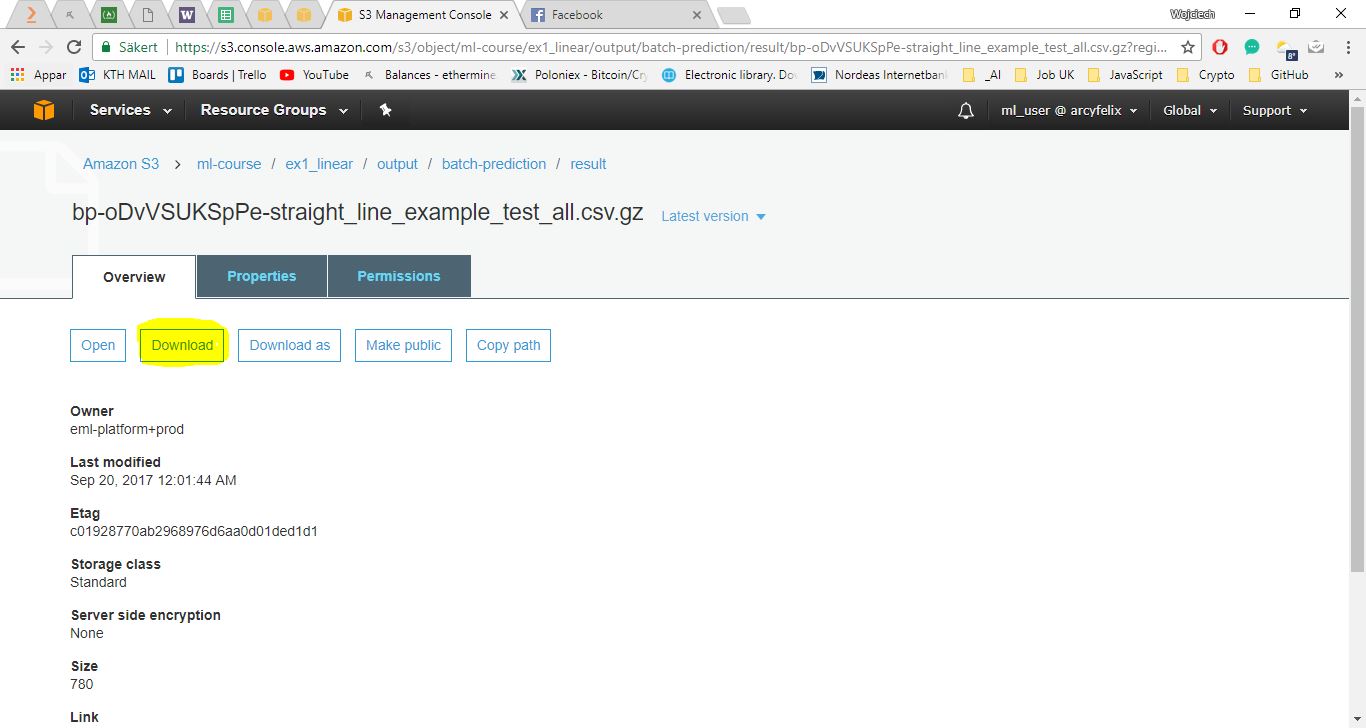 S3 Management Console
Facebook
Wojciech
Säkert
https://s3.console.aws.amazon.com/s3/object/ml-course/ex1_linear/output/batch-prediction/result/bp-oDvVSUKSpPe-straight_line_example_test_all.csv.gz?regi...
8°
Appar KTH MAIL Boards | Trello YouTube Balances - ethermine Poloniex - Bitcoin/Cry Electronic library. Do Nordeas Internetbank _AI Job UK JavaScript Crypto GitHub »
Services Resource Groups ml_user @ arcyfelix Global Support
Amazon S3 > ml-course / ex1_linear / output / batch-prediction / result
bp-oDvVSUKSpPe-straight_line_example_test_all.csv.gz Latest version
Overview Properties Permissions
Open Download Download as Make public Copy path
Owner
eml-platform+prod
Last modified
Sep 20, 2017 12:01:44 AM
Etag
c01928770ab2968976d6aa0d01ded1d1
Storage class
Standard
Server side encryption
None
Size
780
Link